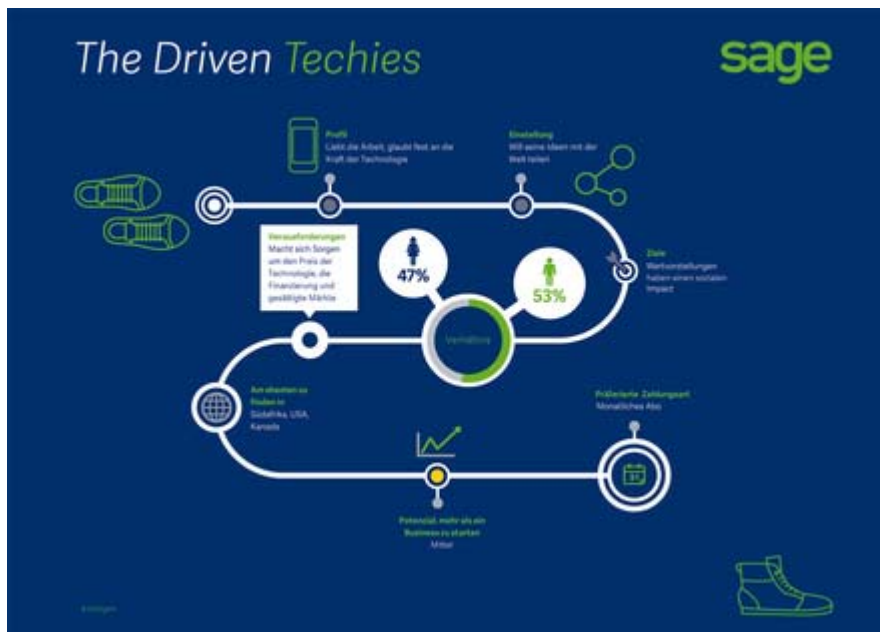 The Driven Techies
sage
Profil
Liebt die Arbeit, glaubt fest an die
Kraft der Technologie
Einstellung
Will seine Ideen mit der
Welt teilen
Ziele
Wertvorstellungen
haben einen sozialen
Impact
47%
53%
Verhältnis
Herausforderungen
Macht sich Sorgen
um den Preis der
Technologie, die
Finanzierung und
gesättigte Märkte
Am ehesten zu
finden in
Südafrika, USA,
Kanada
Potenzial, mehr als ein
Business zu starten
Mittel
Präferierte Zahlungsart
Monatliches Abo
31